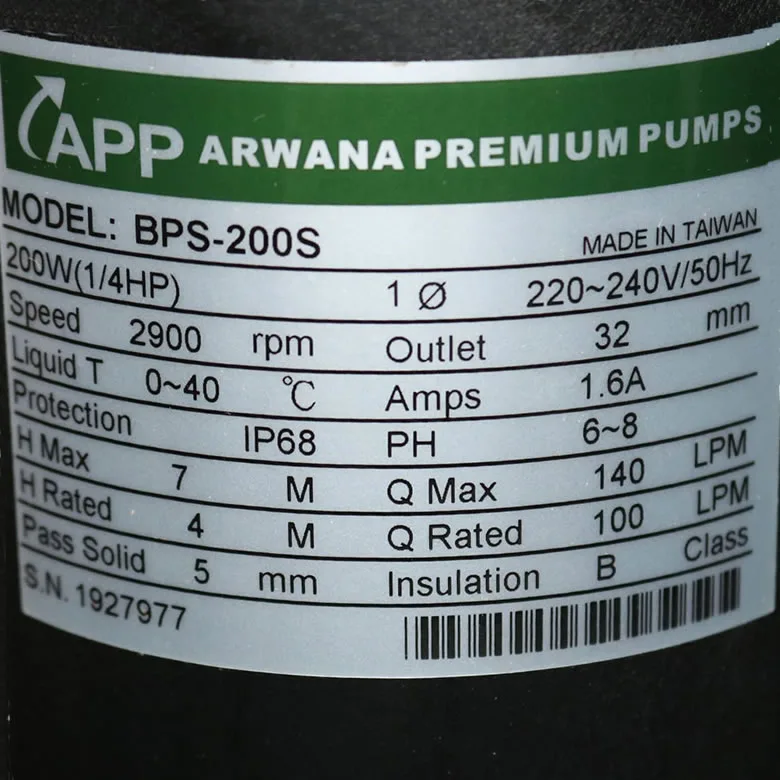 APP ARWANA PREMIUM PUMPS
MODEL: BPS-200S MADE IN TAIWAN
200W(1/4HP) 1 Ø 220~240V/50Hz
Speed 2900 rpm Outlet 32 mm
Liquid T 0~40 ℃ Amps 1.6A
Protection IP68 PH 6~8
H Max 7 M Q Max 140 LPM
H Rated 4 M Q Rated 100 LPM
Pass Solid 5 mm Insulation B Class
S.N. 1927977